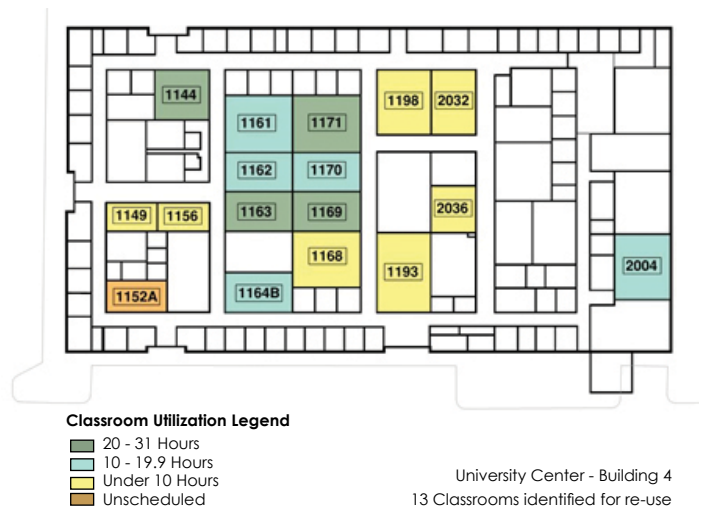 1144
1198
2032
1161
1171
1162
1170
1149
1156
1163
1169
2036
1168
1193
2004
1152A
1164B
Classroom Utilization Legend
20 - 31 Hours
10 - 19.9 Hours
Under 10 Hours
Unscheduled
University Center - Building 4
13 Classrooms identified for re-use